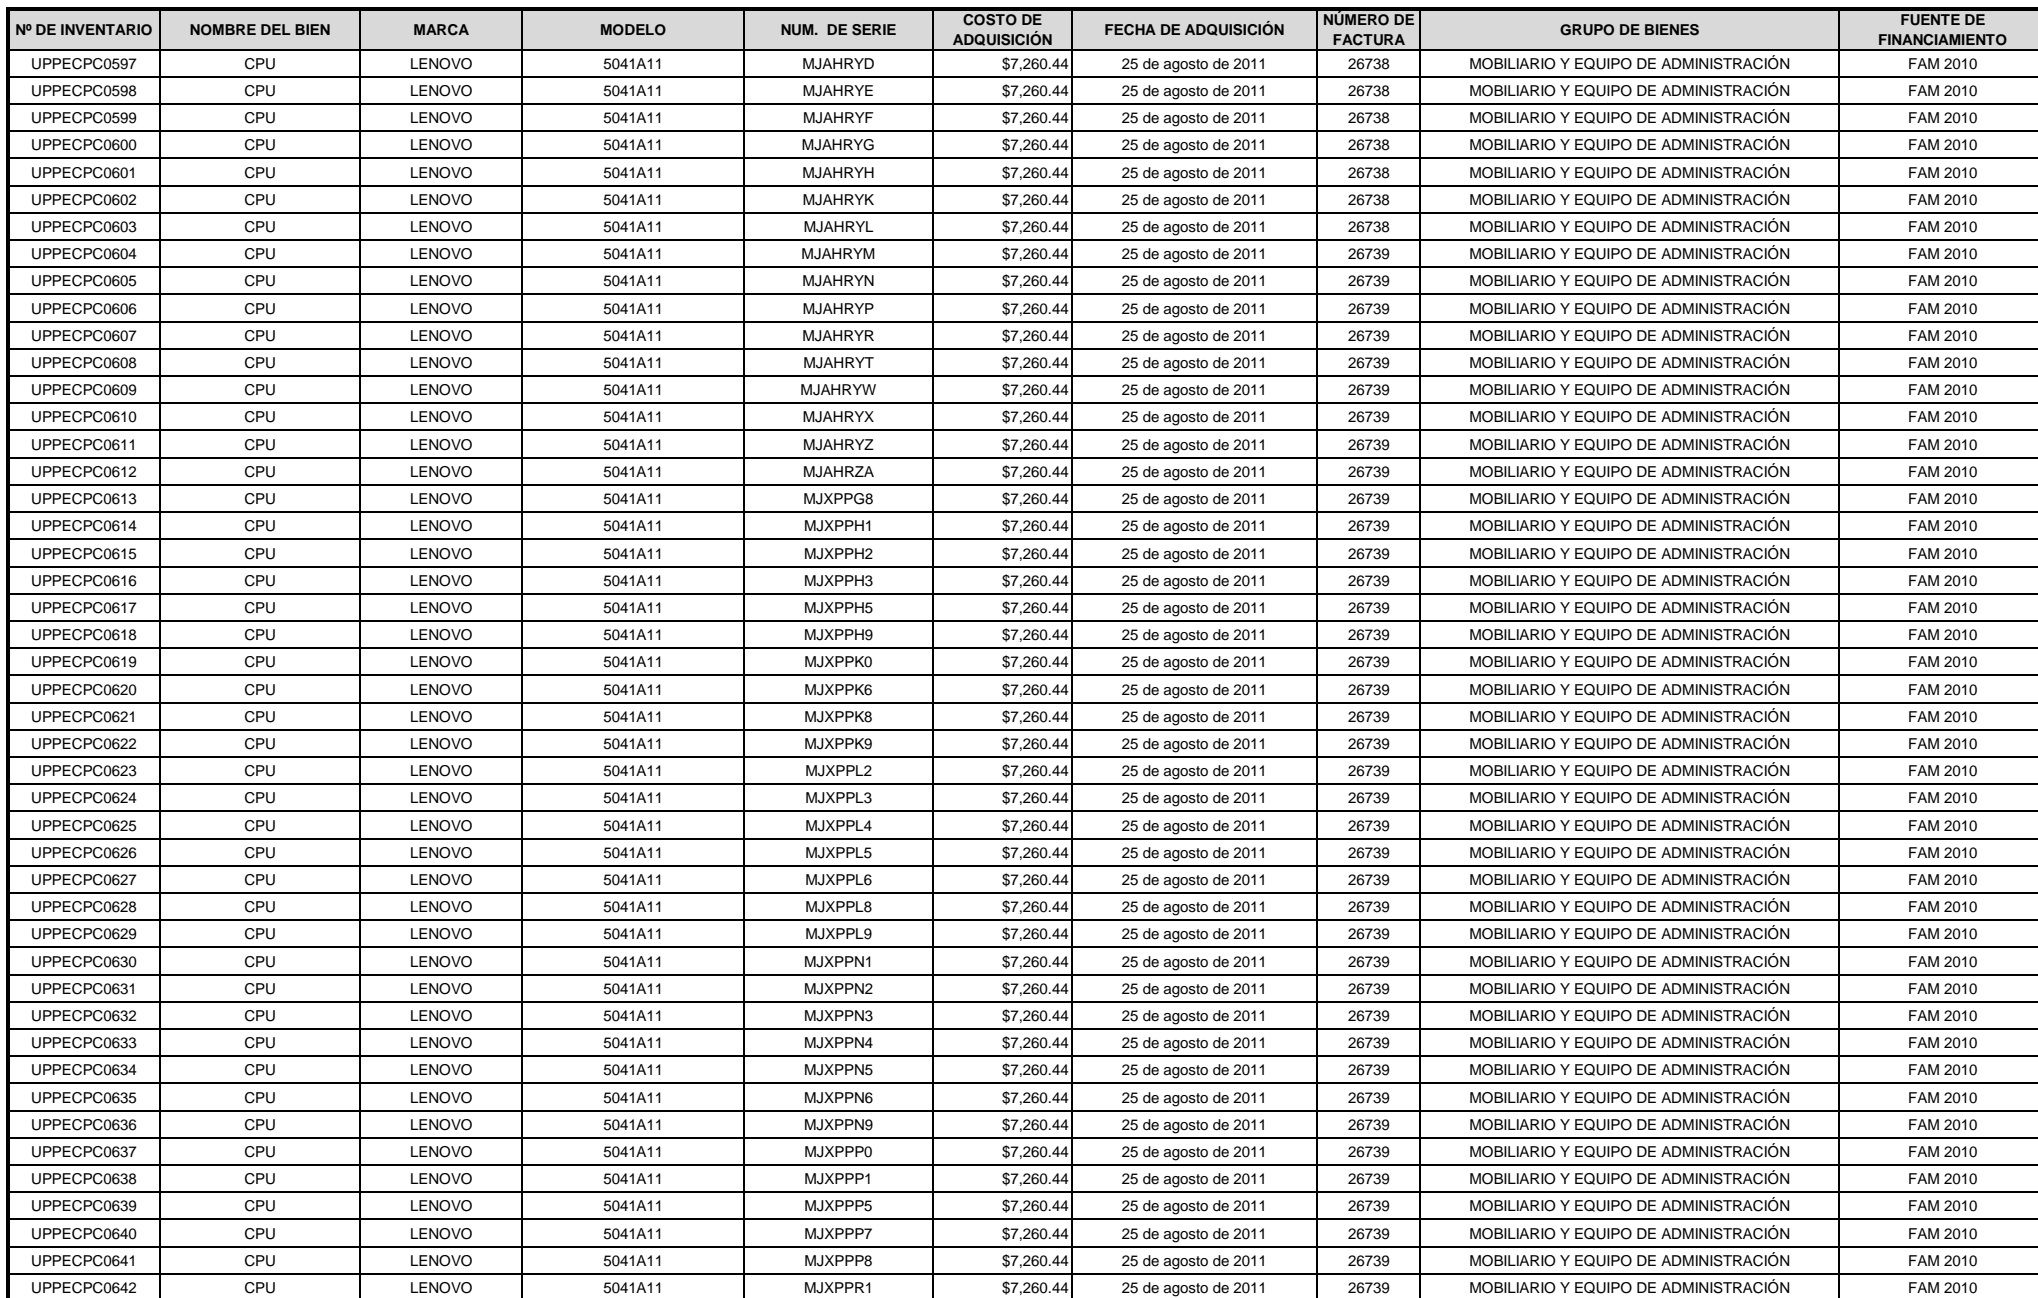 Nº DE INVENTARIO NOMBRE DEL BIEN MARCA MODELO NUM. DE SERIE COSTO DE ADQUISICIÓN FECHA DE ADQUISICIÓN NÚMERO DE FACTURA GRUPO DE BIENES FUENTE DE FINANCIAMIENTO
UPPECPC0597 CPU LENOVO 5041A11 MJAHRYD $7,260.44 25 de agosto de 2011 26738 MOBILIARIO Y EQUIPO DE ADMINISTRACIÓN FAM 2010
UPPECPC0598 CPU LENOVO 5041A11 MJAHRYE $7,260.44 25 de agosto de 2011 26738 MOBILIARIO Y EQUIPO DE ADMINISTRACIÓN FAM 2010
UPPECPC0599 CPU LENOVO 5041A11 MJAHRYF $7,260.44 25 de agosto de 2011 26738 MOBILIARIO Y EQUIPO DE ADMINISTRACIÓN FAM 2010
UPPECPC0600 CPU LENOVO 5041A11 MJAHRYG $7,260.44 25 de agosto de 2011 26738 MOBILIARIO Y EQUIPO DE ADMINISTRACIÓN FAM 2010
UPPECPC0601 CPU LENOVO 5041A11 MJAHRYH $7,260.44 25 de agosto de 2011 26738 MOBILIARIO Y EQUIPO DE ADMINISTRACIÓN FAM 2010
UPPECPC0602 CPU LENOVO 5041A11 MJAHRYK $7,260.44 25 de agosto de 2011 26738 MOBILIARIO Y EQUIPO DE ADMINISTRACIÓN FAM 2010
UPPECPC0603 CPU LENOVO 5041A11 MJAHRYL $7,260.44 25 de agosto de 2011 26738 MOBILIARIO Y EQUIPO DE ADMINISTRACIÓN FAM 2010
UPPECPC0604 CPU LENOVO 5041A11 MJAHRYM $7,260.44 25 de agosto de 2011 26739 MOBILIARIO Y EQUIPO DE ADMINISTRACIÓN FAM 2010
UPPECPC0605 CPU LENOVO 5041A11 MJAHRYN $7,260.44 25 de agosto de 2011 26739 MOBILIARIO Y EQUIPO DE ADMINISTRACIÓN FAM 2010
UPPECPC0606 CPU LENOVO 5041A11 MJAHRYP $7,260.44 25 de agosto de 2011 26739 MOBILIARIO Y EQUIPO DE ADMINISTRACIÓN FAM 2010
UPPECPC0607 CPU LENOVO 5041A11 MJAHRYR $7,260.44 25 de agosto de 2011 26739 MOBILIARIO Y EQUIPO DE ADMINISTRACIÓN FAM 2010
UPPECPC0608 CPU LENOVO 5041A11 MJAHRYT $7,260.44 25 de agosto de 2011 26739 MOBILIARIO Y EQUIPO DE ADMINISTRACIÓN FAM 2010
UPPECPC0609 CPU LENOVO 5041A11 MJAHRYW $7,260.44 25 de agosto de 2011 26739 MOBILIARIO Y EQUIPO DE ADMINISTRACIÓN FAM 2010
UPPECPC0610 CPU LENOVO 5041A11 MJAHRYX $7,260.44 25 de agosto de 2011 26739 MOBILIARIO Y EQUIPO DE ADMINISTRACIÓN FAM 2010
UPPECPC0611 CPU LENOVO 5041A11 MJAHRYZ $7,260.44 25 de agosto de 2011 26739 MOBILIARIO Y EQUIPO DE ADMINISTRACIÓN FAM 2010
UPPECPC0612 CPU LENOVO 5041A11 MJAHRZA $7,260.44 25 de agosto de 2011 26739 MOBILIARIO Y EQUIPO DE ADMINISTRACIÓN FAM 2010
UPPECPC0613 CPU LENOVO 5041A11 MJXPPG8 $7,260.44 25 de agosto de 2011 26739 MOBILIARIO Y EQUIPO DE ADMINISTRACIÓN FAM 2010
UPPECPC0614 CPU LENOVO 5041A11 MJXPPH1 $7,260.44 25 de agosto de 2011 26739 MOBILIARIO Y EQUIPO DE ADMINISTRACIÓN FAM 2010
UPPECPC0615 CPU LENOVO 5041A11 MJXPPH2 $7,260.44 25 de agosto de 2011 26739 MOBILIARIO Y EQUIPO DE ADMINISTRACIÓN FAM 2010
UPPECPC0616 CPU LENOVO 5041A11 MJXPPH3 $7,260.44 25 de agosto de 2011 26739 MOBILIARIO Y EQUIPO DE ADMINISTRACIÓN FAM 2010
UPPECPC0617 CPU LENOVO 5041A11 MJXPPH5 $7,260.44 25 de agosto de 2011 26739 MOBILIARIO Y EQUIPO DE ADMINISTRACIÓN FAM 2010
UPPECPC0618 CPU LENOVO 5041A11 MJXPPH9 $7,260.44 25 de agosto de 2011 26739 MOBILIARIO Y EQUIPO DE ADMINISTRACIÓN FAM 2010
UPPECPC0619 CPU LENOVO 5041A11 MJXPPK0 $7,260.44 25 de agosto de 2011 26739 MOBILIARIO Y EQUIPO DE ADMINISTRACIÓN FAM 2010
UPPECPC0620 CPU LENOVO 5041A11 MJXPPK6 $7,260.44 25 de agosto de 2011 26739 MOBILIARIO Y EQUIPO DE ADMINISTRACIÓN FAM 2010
UPPECPC0621 CPU LENOVO 5041A11 MJXPPK8 $7,260.44 25 de agosto de 2011 26739 MOBILIARIO Y EQUIPO DE ADMINISTRACIÓN FAM 2010
UPPECPC0622 CPU LENOVO 5041A11 MJXPPK9 $7,260.44 25 de agosto de 2011 26739 MOBILIARIO Y EQUIPO DE ADMINISTRACIÓN FAM 2010
UPPECPC0623 CPU LENOVO 5041A11 MJXPPL2 $7,260.44 25 de agosto de 2011 26739 MOBILIARIO Y EQUIPO DE ADMINISTRACIÓN FAM 2010
UPPECPC0624 CPU LENOVO 5041A11 MJXPPL3 $7,260.44 25 de agosto de 2011 26739 MOBILIARIO Y EQUIPO DE ADMINISTRACIÓN FAM 2010
UPPECPC0625 CPU LENOVO 5041A11 MJXPPL4 $7,260.44 25 de agosto de 2011 26739 MOBILIARIO Y EQUIPO DE ADMINISTRACIÓN FAM 2010
UPPECPC0626 CPU LENOVO 5041A11 MJXPPL5 $7,260.44 25 de agosto de 2011 26739 MOBILIARIO Y EQUIPO DE ADMINISTRACIÓN FAM 2010
UPPECPC0627 CPU LENOVO 5041A11 MJXPPL6 $7,260.44 25 de agosto de 2011 26739 MOBILIARIO Y EQUIPO DE ADMINISTRACIÓN FAM 2010
UPPECPC0628 CPU LENOVO 5041A11 MJXPPL8 $7,260.44 25 de agosto de 2011 26739 MOBILIARIO Y EQUIPO DE ADMINISTRACIÓN FAM 2010
UPPECPC0629 CPU LENOVO 5041A11 MJXPPL9 $7,260.44 25 de agosto de 2011 26739 MOBILIARIO Y EQUIPO DE ADMINISTRACIÓN FAM 2010
UPPECPC0630 CPU LENOVO 5041A11 MJXPPN1 $7,260.44 25 de agosto de 2011 26739 MOBILIARIO Y EQUIPO DE ADMINISTRACIÓN FAM 2010
UPPECPC0631 CPU LENOVO 5041A11 MJXPPN2 $7,260.44 25 de agosto de 2011 26739 MOBILIARIO Y EQUIPO DE ADMINISTRACIÓN FAM 2010
UPPECPC0632 CPU LENOVO 5041A11 MJXPPN3 $7,260.44 25 de agosto de 2011 26739 MOBILIARIO Y EQUIPO DE ADMINISTRACIÓN FAM 2010
UPPECPC0633 CPU LENOVO 5041A11 MJXPPN4 $7,260.44 25 de agosto de 2011 26739 MOBILIARIO Y EQUIPO DE ADMINISTRACIÓN FAM 2010
UPPECPC0634 CPU LENOVO 5041A11 MJXPPN5 $7,260.44 25 de agosto de 2011 26739 MOBILIARIO Y EQUIPO DE ADMINISTRACIÓN FAM 2010
UPPECPC0635 CPU LENOVO 5041A11 MJXPPN6 $7,260.44 25 de agosto de 2011 26739 MOBILIARIO Y EQUIPO DE ADMINISTRACIÓN FAM 2010
UPPECPC0636 CPU LENOVO 5041A11 MJXPPN9 $7,260.44 25 de agosto de 2011 26739 MOBILIARIO Y EQUIPO DE ADMINISTRACIÓN FAM 2010
UPPECPC0637 CPU LENOVO 5041A11 MJXPPP0 $7,260.44 25 de agosto de 2011 26739 MOBILIARIO Y EQUIPO DE ADMINISTRACIÓN FAM 2010
UPPECPC0638 CPU LENOVO 5041A11 MJXPPP1 $7,260.44 25 de agosto de 2011 26739 MOBILIARIO Y EQUIPO DE ADMINISTRACIÓN FAM 2010
UPPECPC0639 CPU LENOVO 5041A11 MJXPPP5 $7,260.44 25 de agosto de 2011 26739 MOBILIARIO Y EQUIPO DE ADMINISTRACIÓN FAM 2010
UPPECPC0640 CPU LENOVO 5041A11 MJXPPP7 $7,260.44 25 de agosto de 2011 26739 MOBILIARIO Y EQUIPO DE ADMINISTRACIÓN FAM 2010
UPPECPC0641 CPU LENOVO 5041A11 MJXPPP8 $7,260.44 25 de agosto de 2011 26739 MOBILIARIO Y EQUIPO DE ADMINISTRACIÓN FAM 2010
UPPECPC0642 CPU LENOVO 5041A11 MJXPPR1 $7,260.44 25 de agosto de 2011 26739 MOBILIARIO Y EQUIPO DE ADMINISTRACIÓN FAM 2010